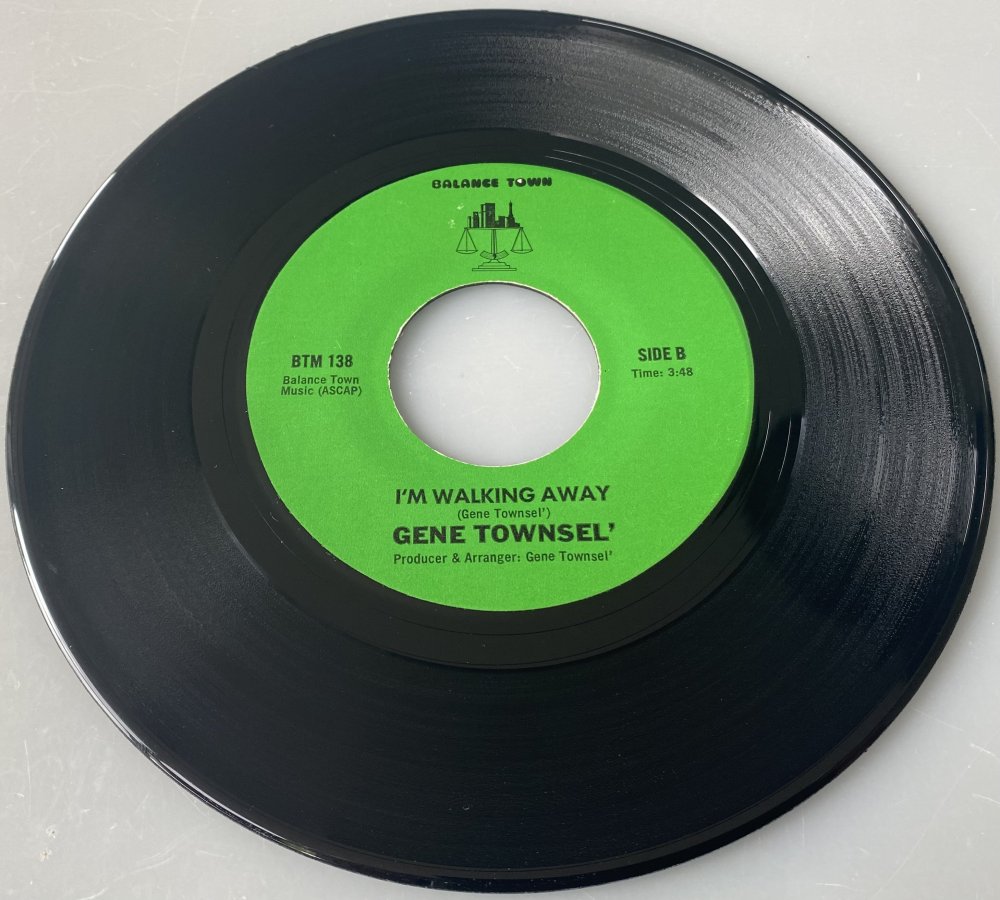 BALANCE TOWN
BTM 138
Balance Town
Music (ASCAP)
SIDE B
Time: 3:48
I'M WALKING AWAY
(Gene Townsel')
GENE TOWNSEL'
Producer & Arranger: Gene Townsel'